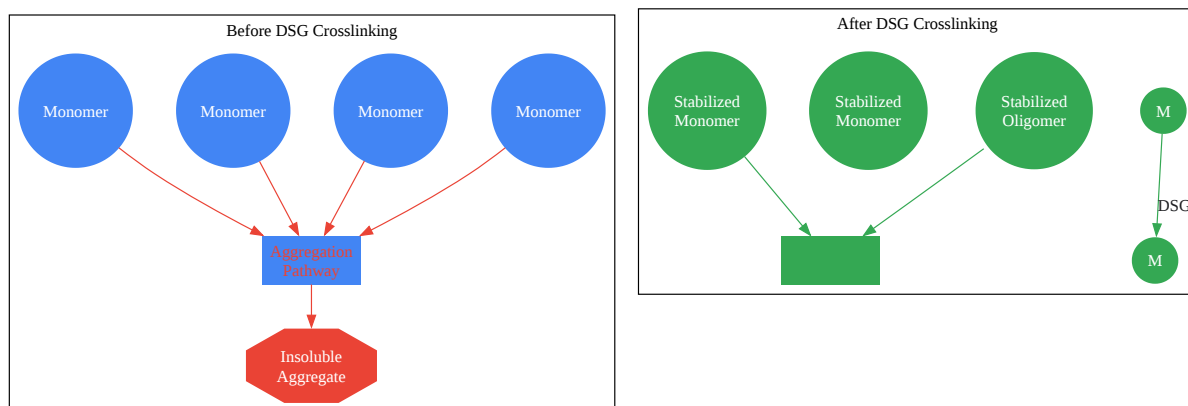 Before DSG Crosslinking
Monomer
Monomer
Monomer
Monomer
Aggregation
Pathway
Insoluble
Aggregate
After DSG Crosslinking
Stabilized
Monomer
Stabilized
Monomer
Stabilized
Oligomer
M
DSG
M